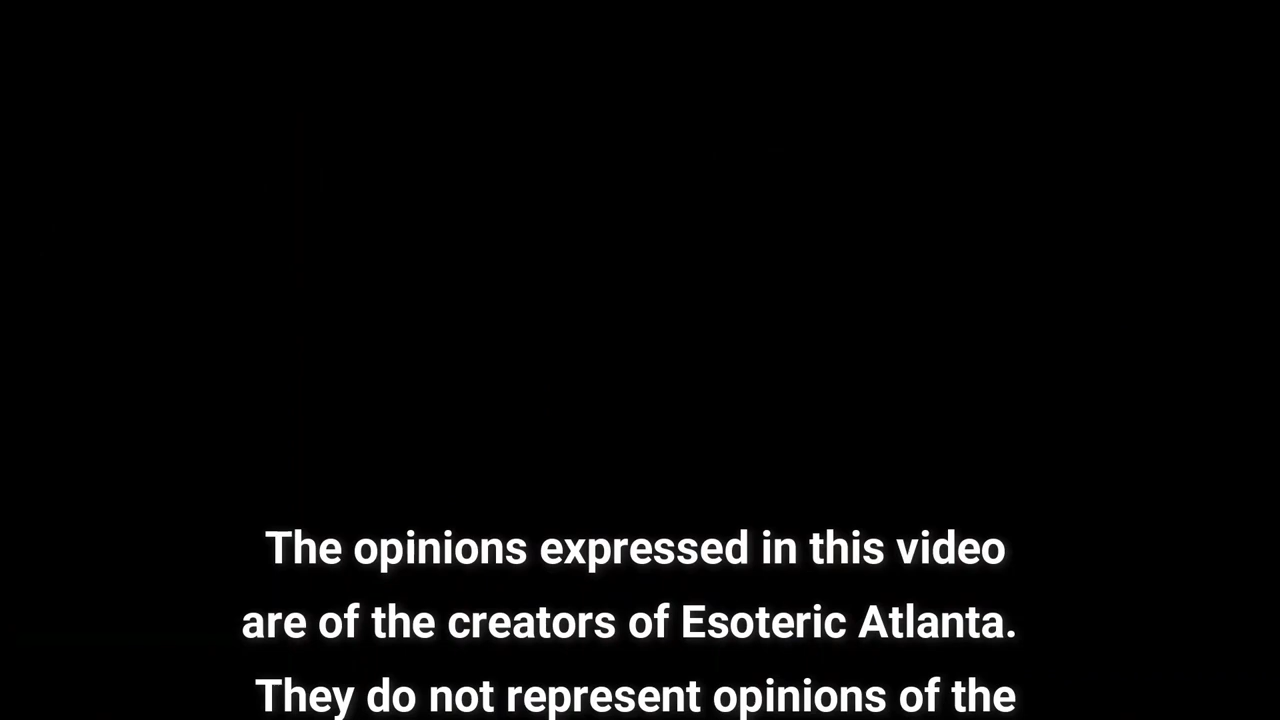 The opinions expressed in this video
are of the creators of Esoteric Atlanta.
They do not represent opinions of the